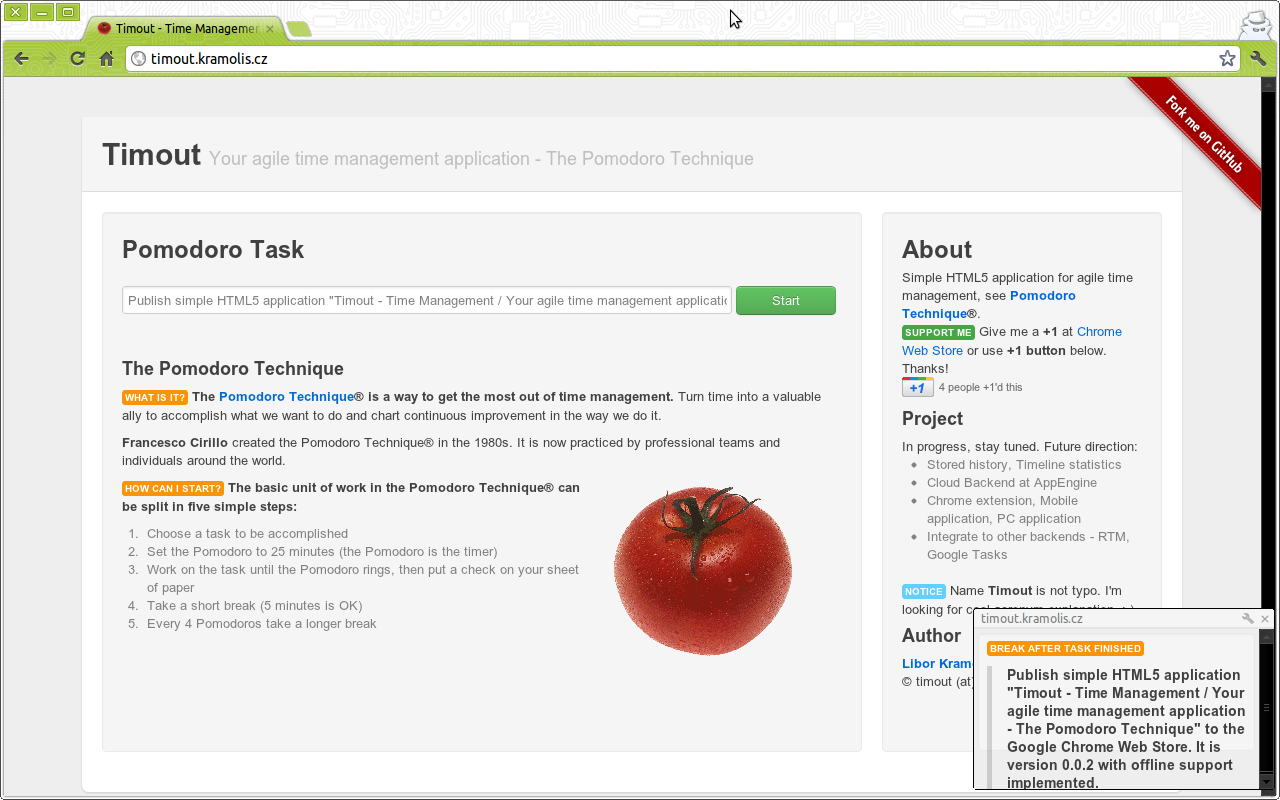 Timout - Time Managemer
timout.kramolis.cz
Fork me on GitHub
Timout Your agile time management application - The Pomodoro Technique
Pomodoro Task
Publish simple HTML5 application "Timout - Time Management / Your agile time management applicatio
Start
The Pomodoro Technique
WHAT IS IT? The Pomodoro Technique® is a way to get the most out of time management. Turn time into a valuable
ally to accomplish what we want to do and chart continuous improvement in the way we do it.
Francesco Cirillo created the Pomodoro Technique® in the 1980s. It is now practiced by professional teams and
individuals around the world.
HOW CAN I START? The basic unit of work in the Pomodoro Technique® can
be split in five simple steps:
1. Choose a task to be accomplished
2. Set the Pomodoro to 25 minutes (the Pomodoro is the timer)
3. Work on the task until the Pomodoro rings, then put a check on your sheet
of paper
4. Take a short break (5 minutes is OK)
5. Every 4 Pomodoros take a longer break
About
Simple HTML5 application for agile time
management, see Pomodoro
Technique®.
SUPPORT ME Give me a +1 at Chrome
Web Store or use +1 button below.
Thanks!
+1 4 people +1'd this
Project
In progress, stay tuned. Future direction:
• Stored history, Timeline statistics
• Cloud Backend at AppEngine
• Chrome extension, Mobile
application, PC application
• Integrate to other backends - RTM,
Google Tasks
NOTICE Name Timout is not typo. I'm
looking for
Author
Libor Kram
© timout (at)
timout.kramolis.cz
BREAK AFTER TASK FINISHED
Publish simple HTML5 application
"Timout - Time Management / Your
agile time management application
- The Pomodoro Technique" to the
Google Chrome Web Store. It is
version 0.0.2 with offline support
implemented.